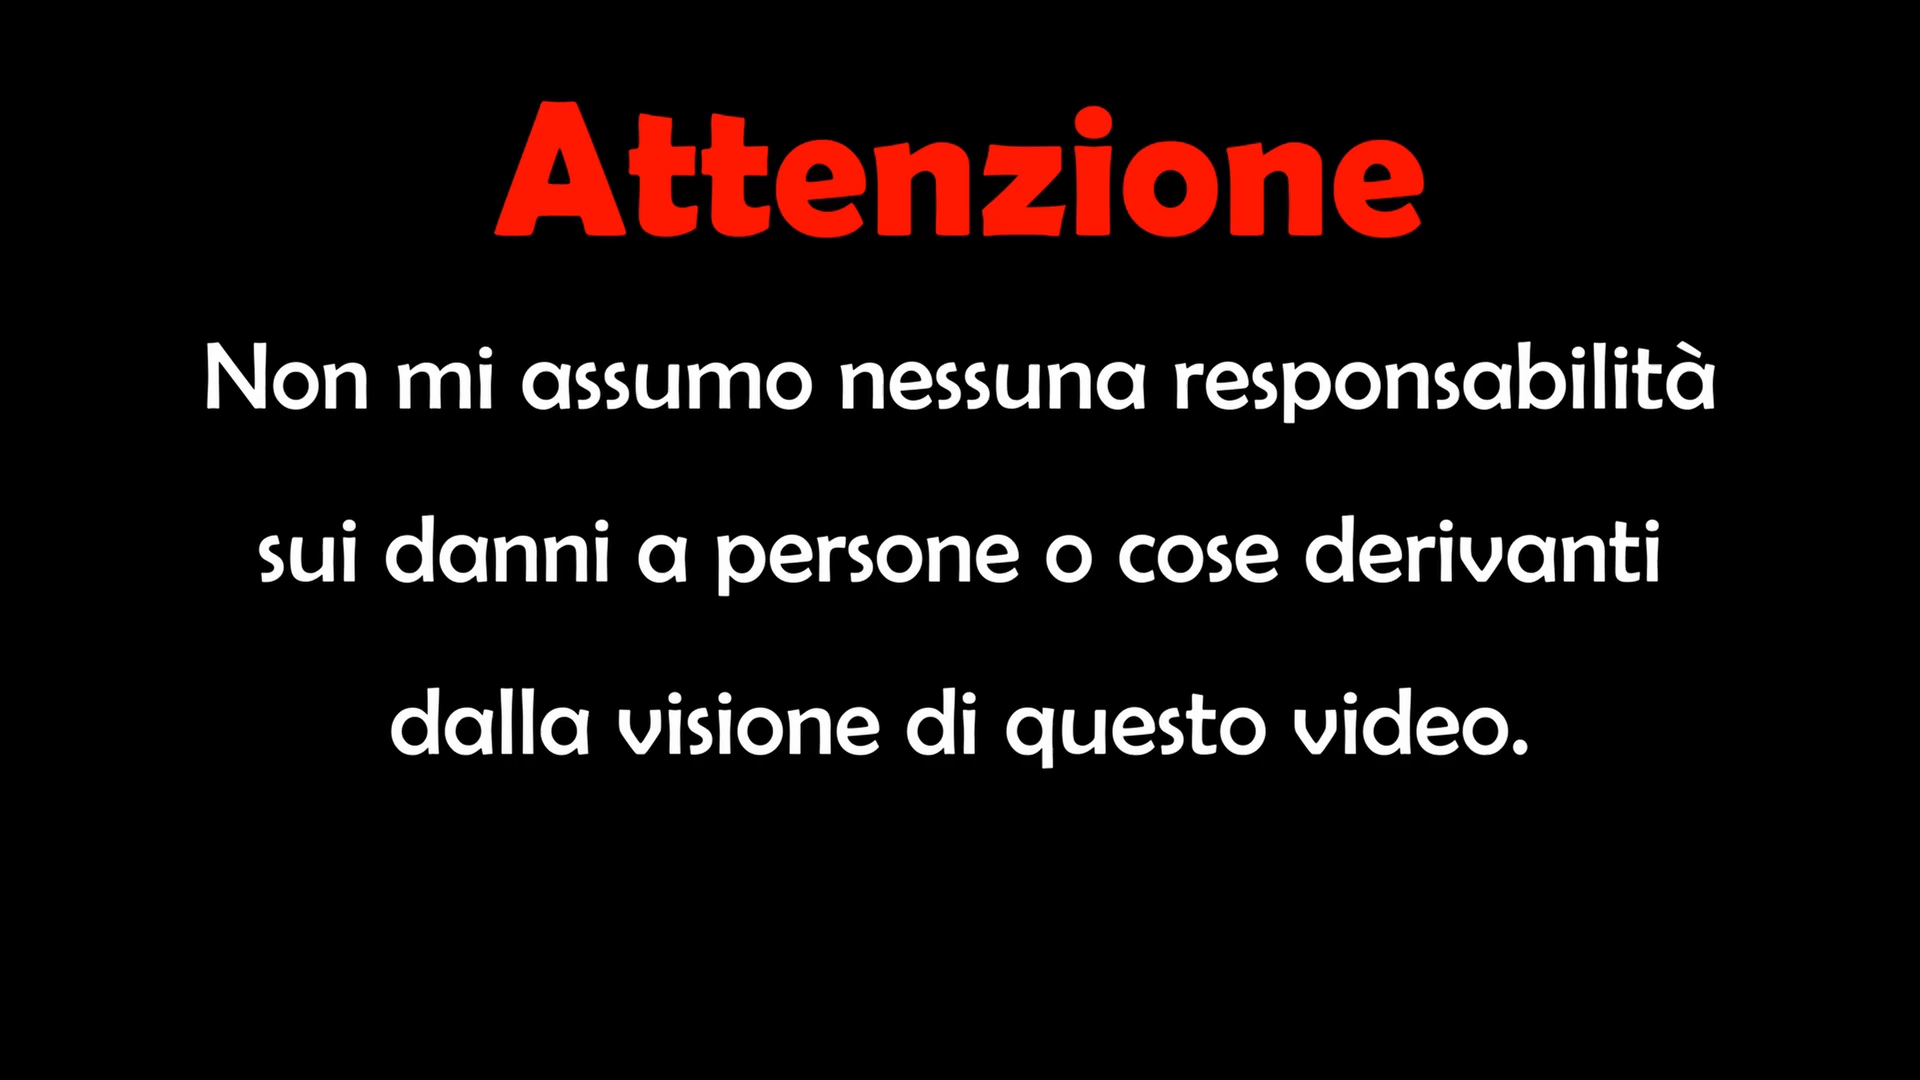 Attenzione
Non mi assumo nessuna responsabilità
sui danni a persone o cose derivanti
dalla visione di questo video.